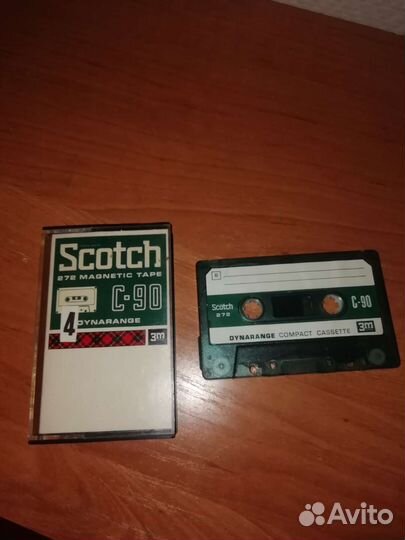 Scotch
272 MAGNETIC TAPE
C-90
4
DYNARANGE
3m
B
Scotch
272
C-90
DYNARANGE COMPACT CASSETTE
3m
Avito